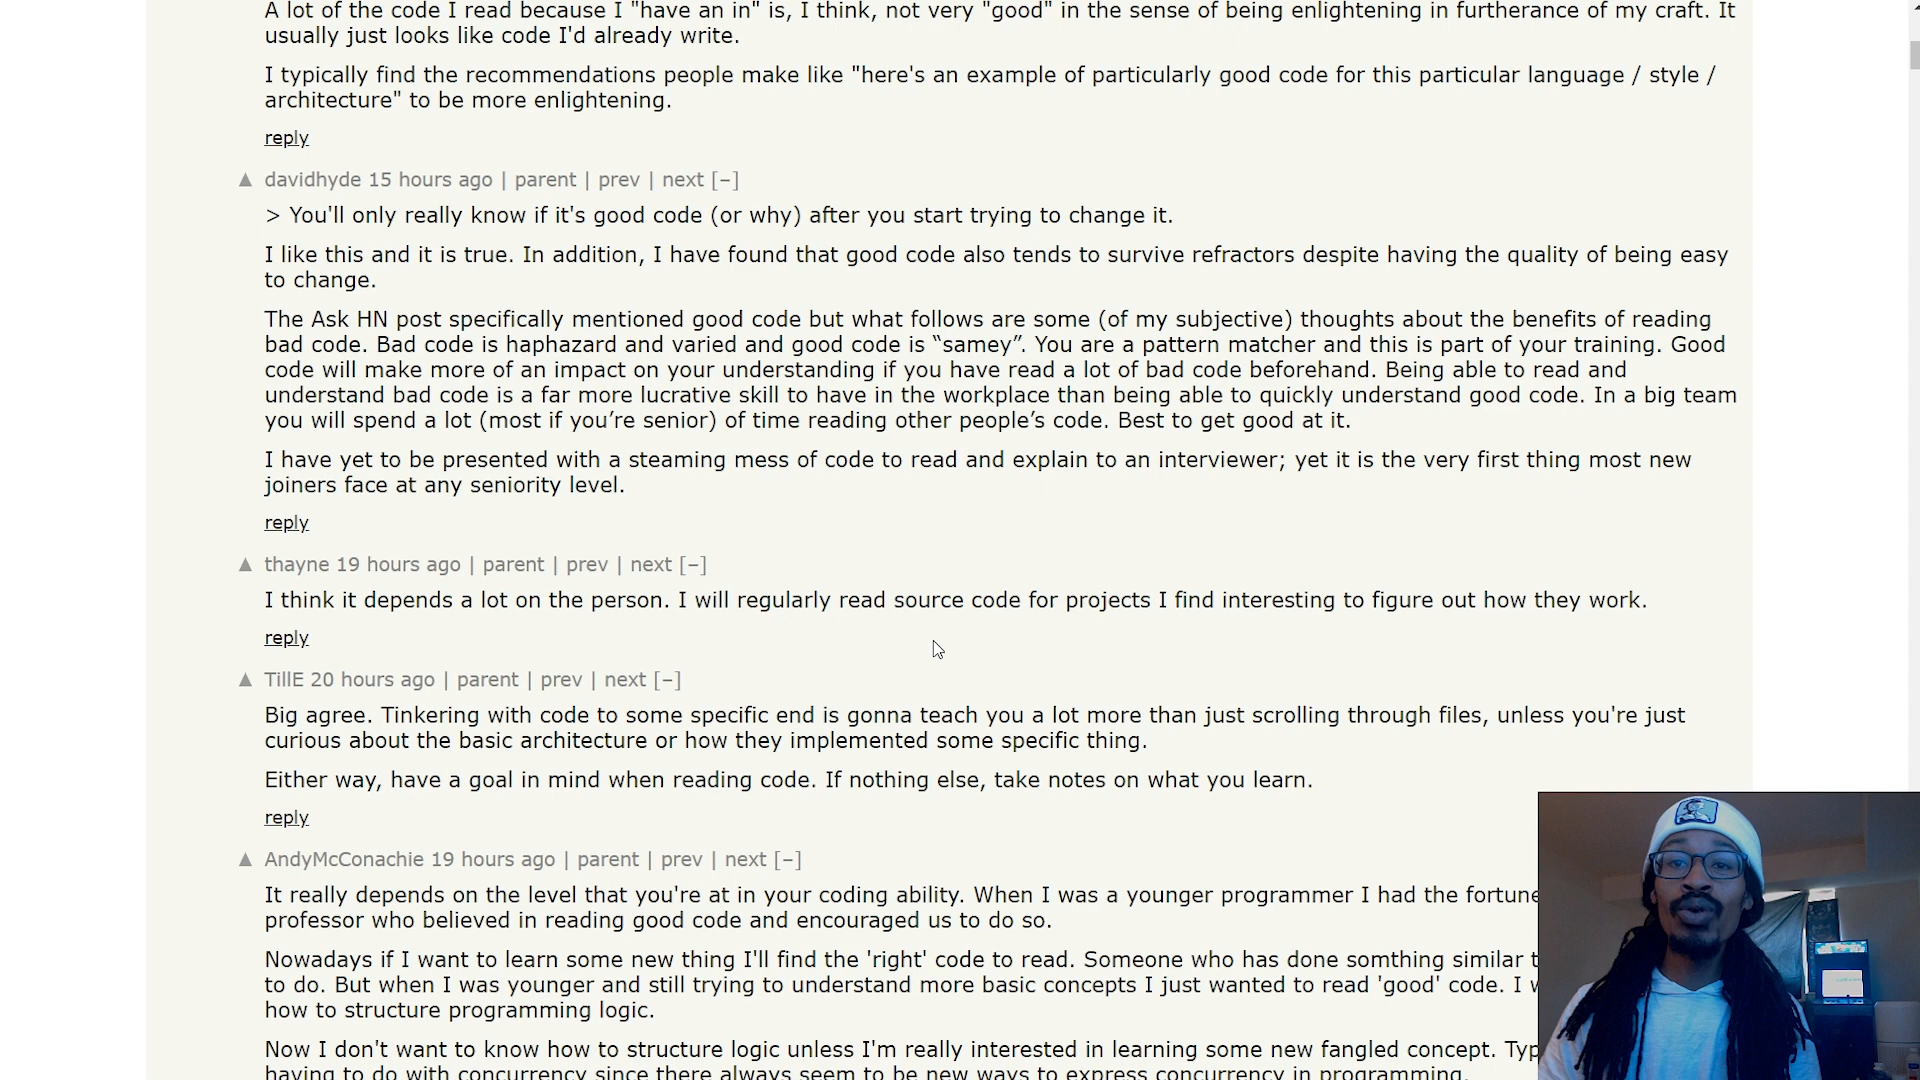 A lot of the code I read because I "have an in" is, I think, not very "good" in the sense of being enlightening in furtherance of my craft. It
usually just looks like code I'd already write.
I typically find the recommendations people make like "here's an example of particularly good code for this particular language / style /
architecture" to be more enlightening.
reply
▲ davidhyde 15 hours ago | parent | prev | next [–]
> You'll only really know if it's good code (or why) after you start trying to change it.
I like this and it is true. In addition, I have found that good code also tends to survive refractors despite having the quality of being easy
to change.
The Ask HN post specifically mentioned good code but what follows are some (of my subjective) thoughts about the benefits of reading
bad code. Bad code is haphazard and varied and good code is “samey”. You are a pattern matcher and this is part of your training. Good
code will make more of an impact on your understanding if you have read a lot of bad code beforehand. Being able to read and
understand bad code is a far more lucrative skill to have in the workplace than being able to quickly understand good code. In a big team
you will spend a lot (most if you’re senior) of time reading other people’s code. Best to get good at it.
I have yet to be presented with a steaming mess of code to read and explain to an interviewer; yet it is the very first thing most new
joiners face at any seniority level.
reply
▲ thayne 19 hours ago | parent | prev | next [–]
I think it depends a lot on the person. I will regularly read source code for projects I find interesting to figure out how they work.
reply
▲ TillE 20 hours ago | parent | prev | next [–]
Big agree. Tinkering with code to some specific end is gonna teach you a lot more than just scrolling through files, unless you're just
curious about the basic architecture or how they implemented some specific thing.
Either way, have a goal in mind when reading code. If nothing else, take notes on what you learn.
reply
▲ AndyMcConachie 19 hours ago | parent | prev | next [–]
It really depends on the level that you're at in your coding ability. When I was a younger programmer I had the fortune
professor who believed in reading good code and encouraged us to do so.
Nowadays if I want to learn some new thing I'll find the 'right' code to read. Someone who has done somthing similar
to do. But when I was younger and still trying to understand more basic concepts I just wanted to read 'good' code. I
how to structure programming logic.
Now I don't want to know how to structure logic unless I'm really interested in learning some new fangled concept.
having to do with concurrency since there always seem to be new ways to express concurrency in programming.